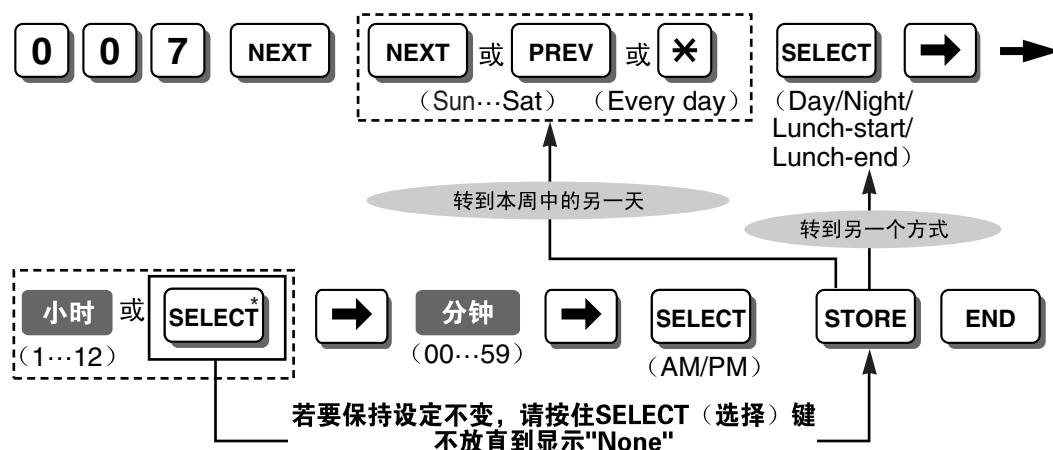 0 0 7 NEXT NEXT 或 PREV 或 ✕ SELECT ➡
(Sun···Sat) (Every day)
(Day/Night/
Lunch-start/
Lunch-end)
转到本周中的另一天
转到另一个方式
小时 或 SELECT* ➡ 分钟 ➡ SELECT STORE END
(1···12) (00···59) (AM/PM)
若要保持设定不变,请按住SELECT(选择)键
不放直到显示"None"